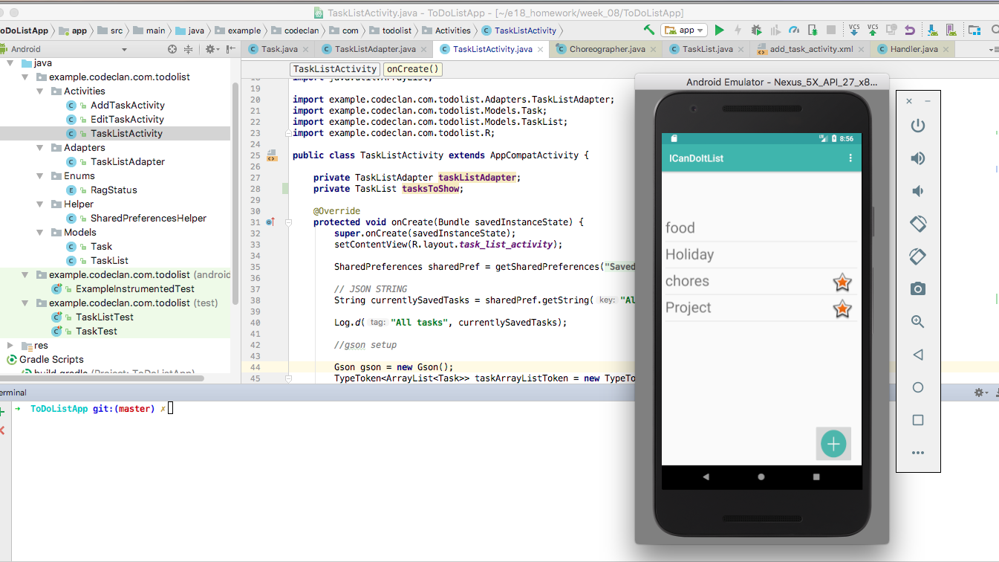 TaskListActivity.java - ToDoListApp - [~/e18_homework/week_08/ToDoListApp]
oDoListApp app src main java example codeclan com todolist Activities TaskListActivity app VCS VCS
Android
Task.java TaskListAdapter.java TaskListActivity.java Choreographer.java TaskList.java add_task_activity.xml Handler.java
java
example.codeclan.com.todolist
Activities
AddTaskActivity
EditTaskActivity
TaskListActivity
Adapters
TaskListAdapter
Enums
RagStatus
Helper
SharedPreferencesHelper
Models
Task
TaskList
example.codeclan.com.todolist (android
ExampleInstrumentedTest
example.codeclan.com.todolist (test)
TaskListTest
TaskTest
res
Gradle Scripts
build.gradle (Project: ToDoListApp)
TaskListActivity onCreate()
18 import java.util.ArrayList;
19
20 import example.codeclan.com.todolist.Adapters.TaskListAdapter;
21 import example.codeclan.com.todolist.Models.Task;
22 import example.codeclan.com.todolist.Models.TaskList;
23 import example.codeclan.com.todolist.R;
24
25 public class TaskListActivity extends AppCompatActivity {
26
27 private TaskListAdapter taskListAdapter;
28 private TaskList tasksToShow;
29
30 @Override
31 protected void onCreate(Bundle savedInstanceState) {
32 super.onCreate(savedInstanceState);
33 setContentView(R.layout.task_list_activity);
34
35 SharedPreferences sharedPref = getSharedPreferences("Saved
36
37 // JSON STRING
38 String currentlySavedTasks = sharedPref.getString( key: "Al
39
40 Log.d( tag: "All tasks", currentlySavedTasks);
41
42 //gson setup
43
44 Gson gson = new Gson();
45 TypeToken<ArrayList<Task>> taskArrayListToken = new TypeTo
Android Emulator - Nexus_5X_API_27_x8...
8:56
ICanDoItList
food
Holiday
chores
Project
erminal
➜ ToDoListApp git:(master) ✗